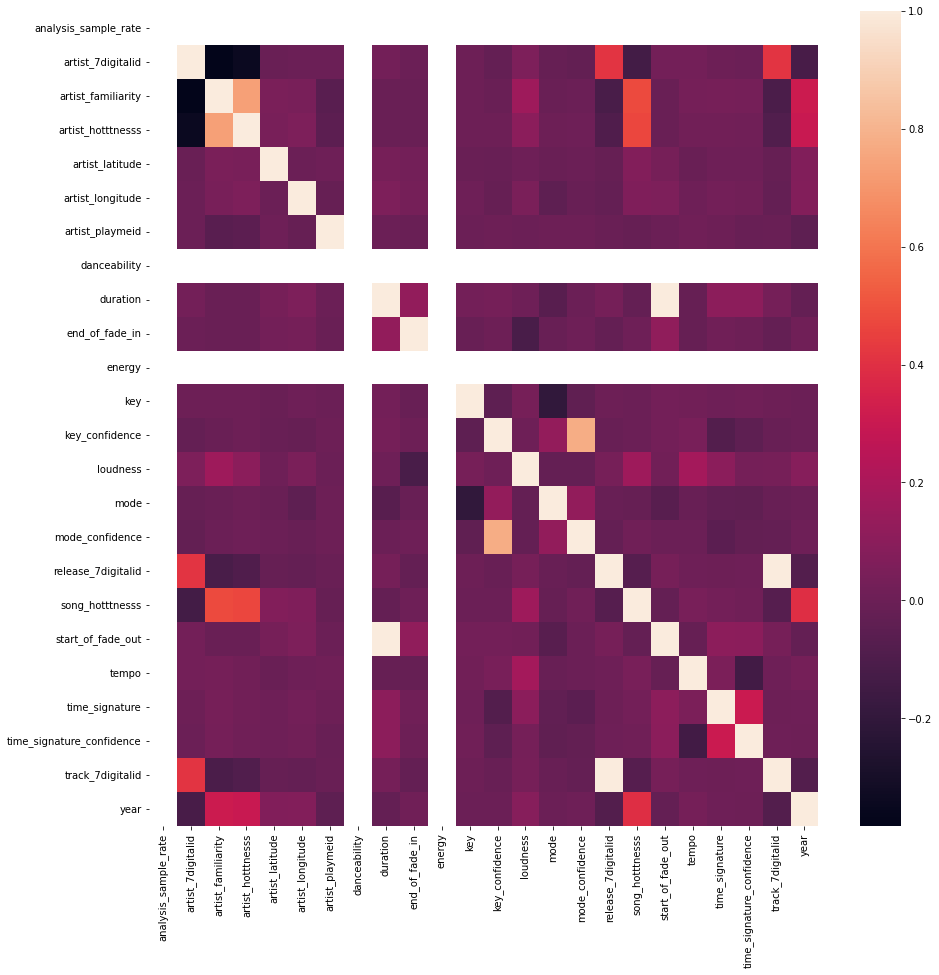 analysis_sample_rate
artist_7digitalid
artist_familiarity
artist_hotttnesss
artist_latitude
artist_longitude
artist_playmeid
danceability
duration
end_of_fade_in
energy
key
key_confidence
loudness
mode
mode_confidence
release_7digitalid
song_hotttnesss
start_of_fade_out
tempo
time_signature
time_signature_confidence
track_7digitalid
year
analysis_sample_rate
artist_7digitalid
artist_familiarity
artist_hotttnesss
artist_latitude
artist_longitude
artist_playmeid
danceability
duration
end_of_fade_in
energy
key
key_confidence
loudness
mode
mode_confidence
release_7digitalid
song_hotttnesss
start_of_fade_out
tempo
time_signature
time_signature_confidence
track_7digitalid
year
1.0
0.8
0.6
0.4
0.2
0.0
−0.2